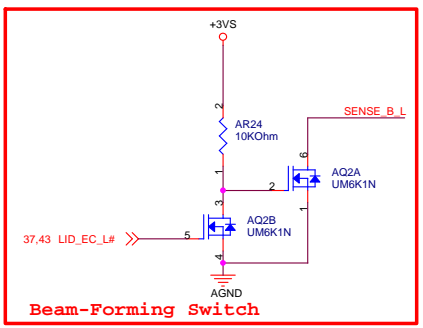 +3VS
2
AR24
10KOhm
1
SENSE_B_L
6
2
AQ2A
UM6K1N
1
3
AQ2B
UM6K1N
37,43 LID_EC_L#
5
4
AGND
Beam-Forming Switch